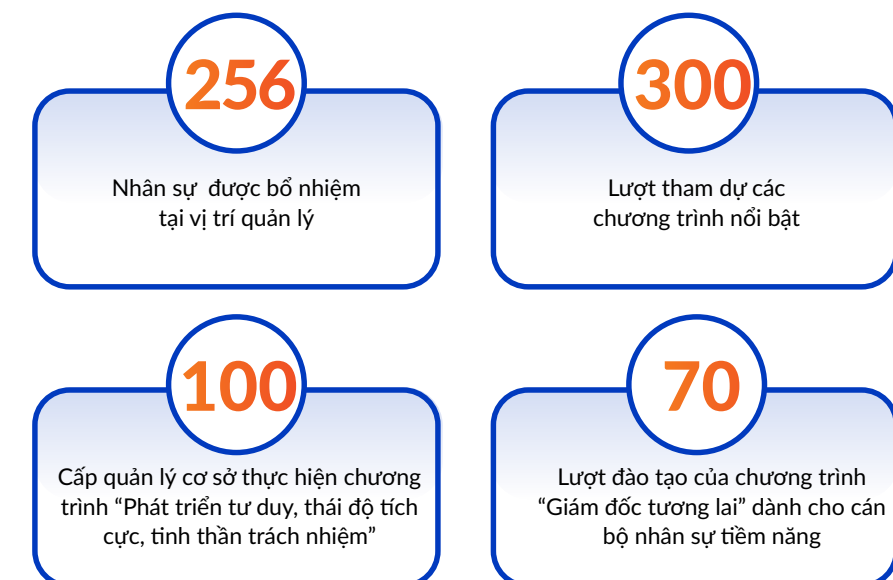 256
Nhân sự được bổ nhiệm
tại vị trí quản lý
300
Lượt tham dự các
chương trình nổi bật
100
Cấp quản lý cơ sở thực hiện chương
trình “Phát triển tư duy, thái độ tích
cực, tinh thần trách nhiệm”
70
Lượt đào tạo của chương trình
“Giám đốc tương lai” dành cho cán
bộ nhân sự tiềm năng